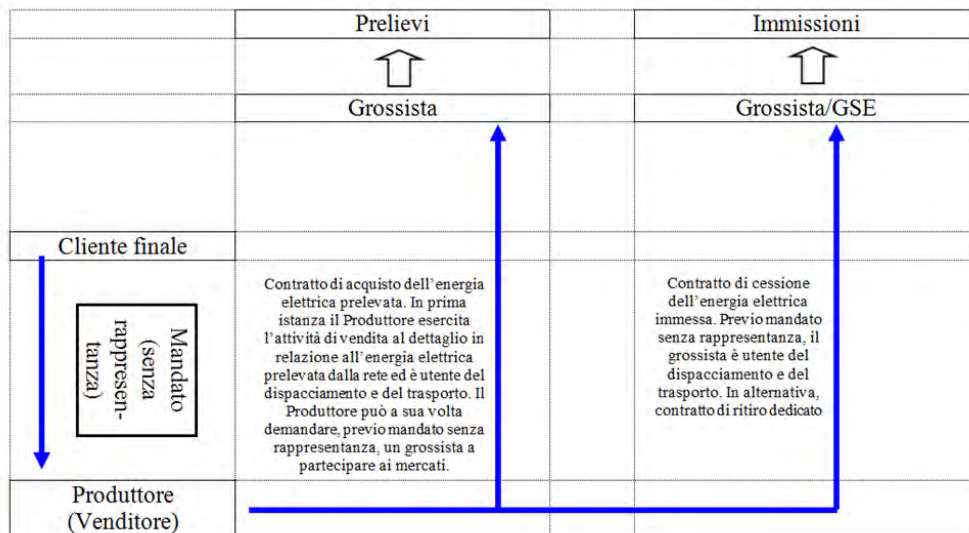 Prelievi
Immissioni
Grossista
Grossista/GSE
Cliente finale
Mandato
(senza
rappresen-
tanza)
Contratto di acquisto dell'energia
elettrica prelevata. In prima
istanza il Produttore esercita
l'attività di vendita al dettaglio in
relazione all'energia elettrica
prelevata dalla rete ed è utente del
dispacciamento e del trasporto. Il
Produttore può a sua volta
demandare, previo mandato senza
rappresentanza, un grossista a
partecipare ai mercati.
Contratto di cessione
dell'energia elettrica
immessa. Previo mandato
senza rappresentanza, il
grossista è utente del
dispacciamento e del
trasporto. In alternativa,
contratto di ritiro dedicato
Produttore
(Venditore)